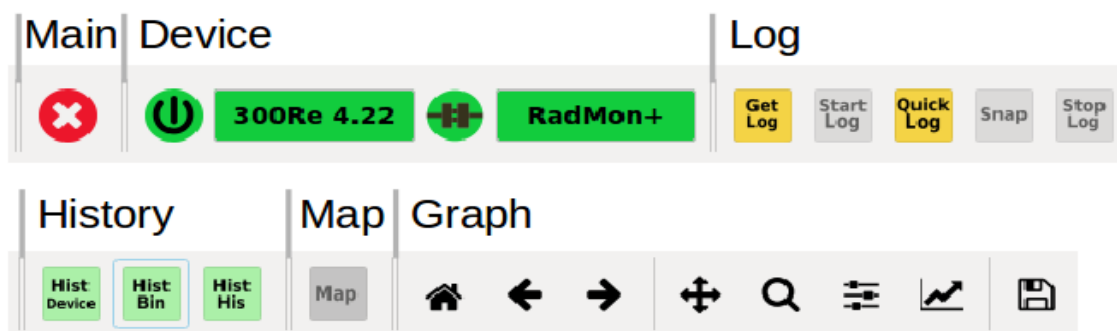 Main Device Log
300Re 4.22 RadMon+ Get Log Start Log Quick Log Snap Stop Log
History Map Graph
Hist Device Hist Bin Hist His Map